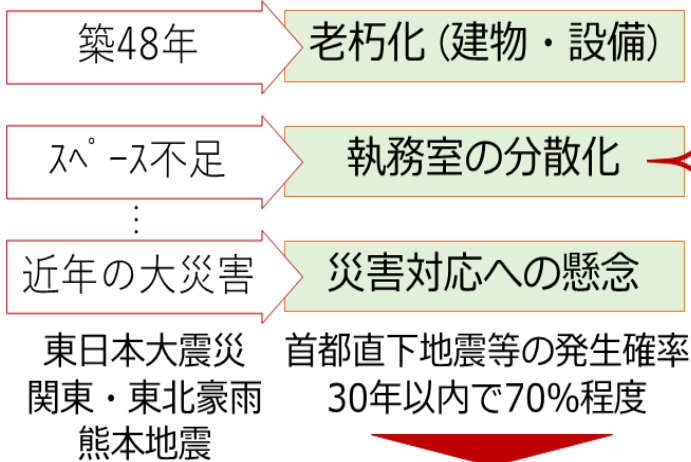 築48年
老朽化（建物・設備）
ｽﾍﾟｰｽ不足
執務室の分散化
⋮
近年の大災害
災害対応への懸念
東日本大震災
関東・東北豪雨
熊本地震
首都直下地震等の発生確率
30年以内で70%程度